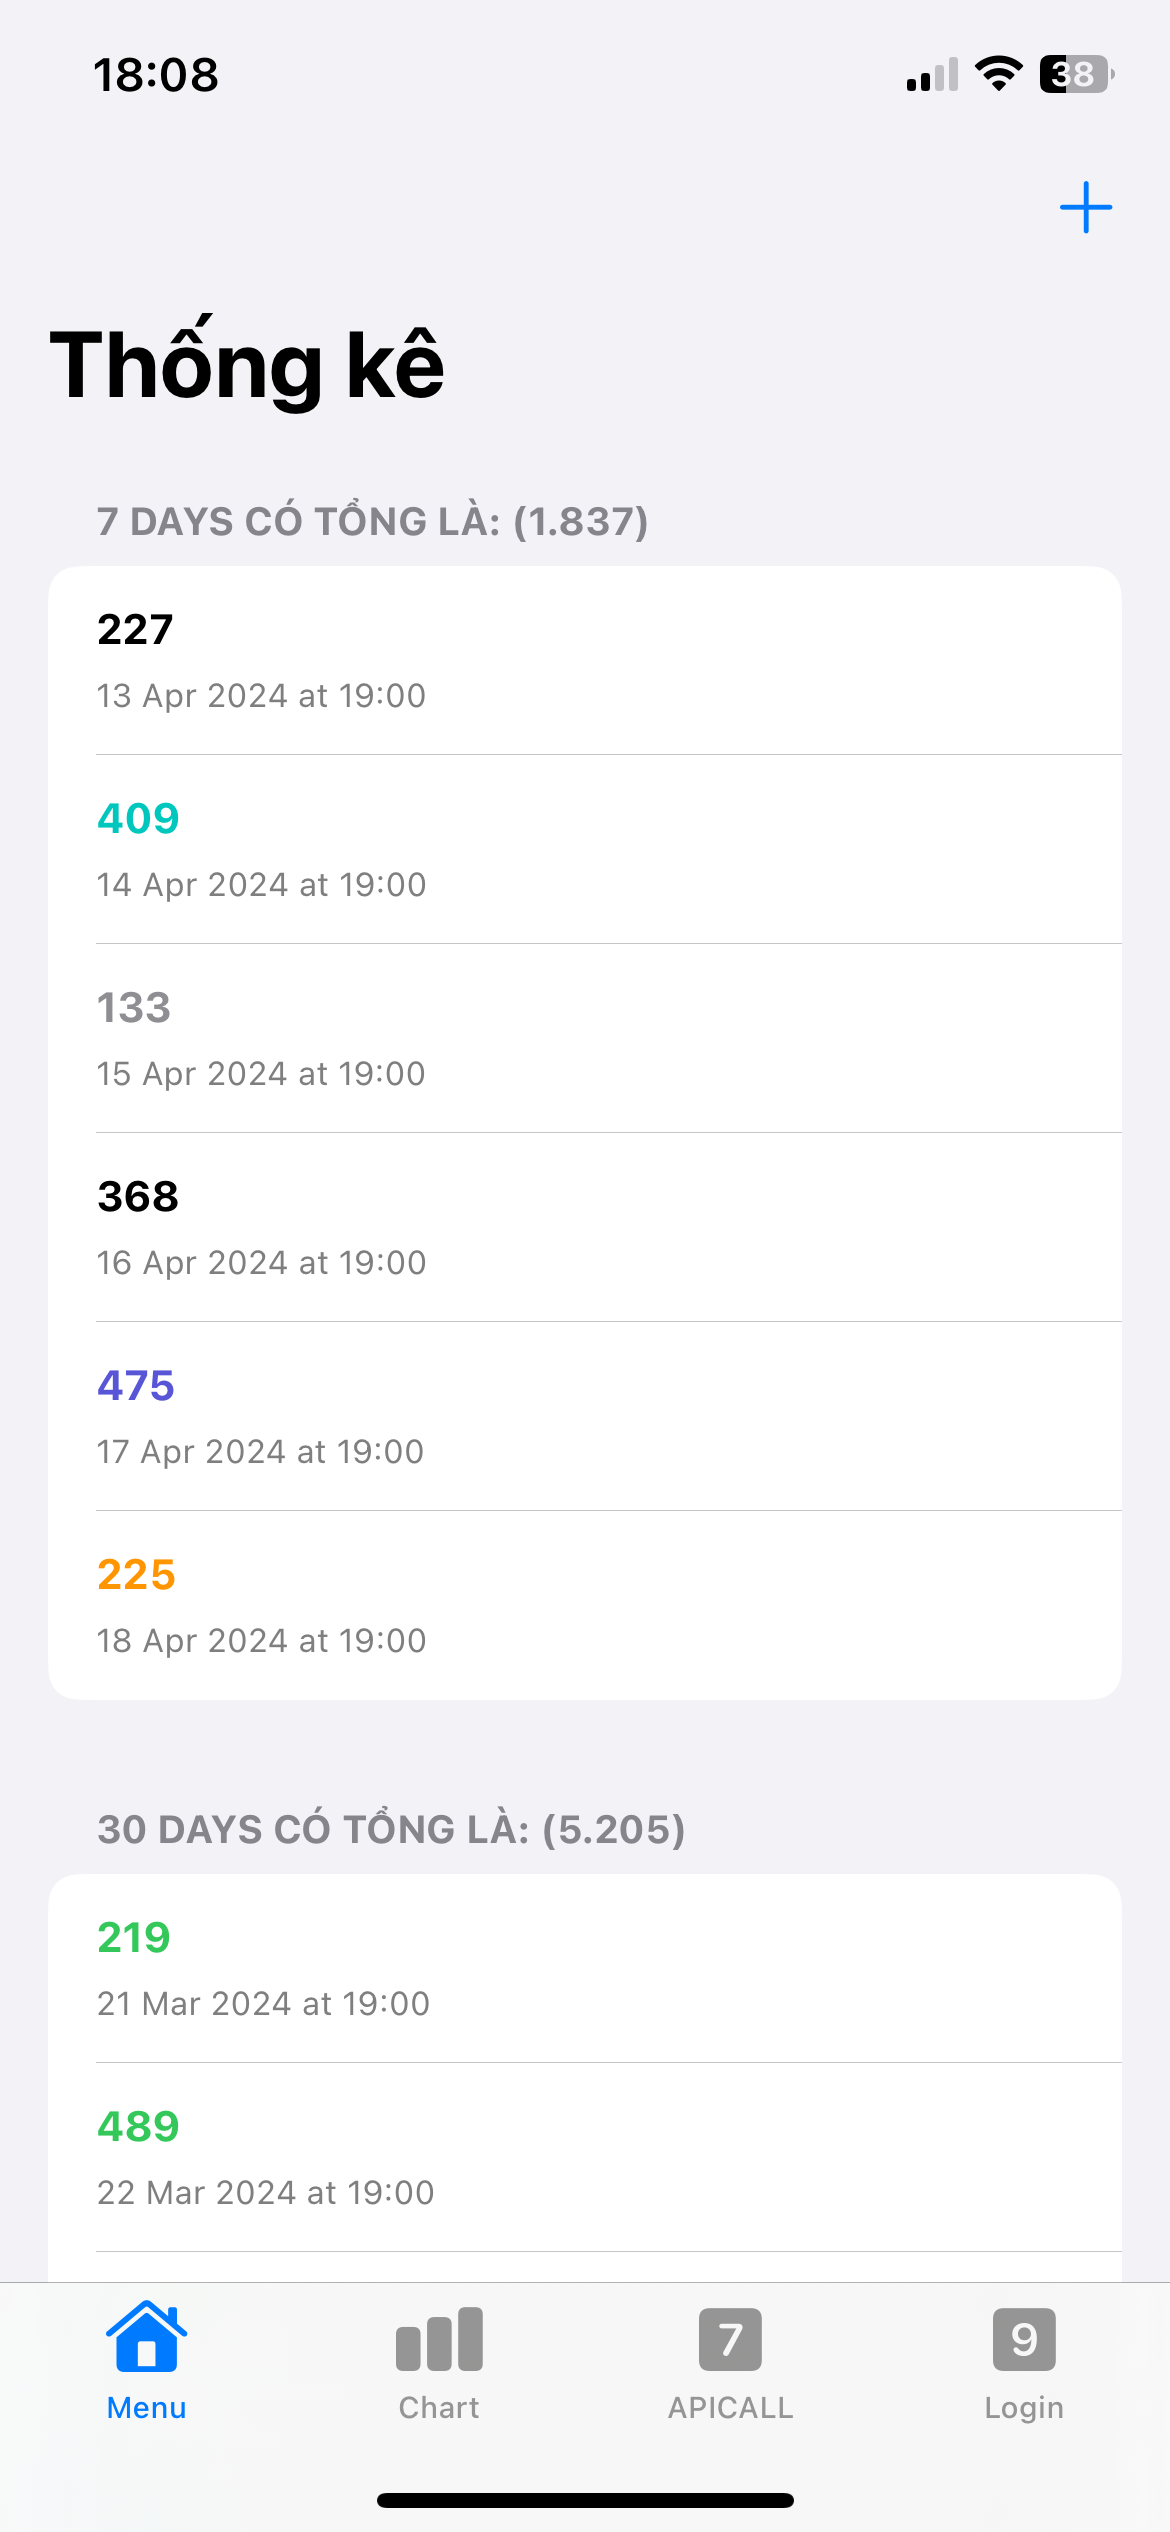 18:08
38
Thống kê
7 DAYS CÓ TỔNG LÀ: (1.837)
227
13 Apr 2024 at 19:00
409
14 Apr 2024 at 19:00
133
15 Apr 2024 at 19:00
368
16 Apr 2024 at 19:00
475
17 Apr 2024 at 19:00
225
18 Apr 2024 at 19:00
30 DAYS CÓ TỔNG LÀ: (5.205)
219
21 Mar 2024 at 19:00
489
22 Mar 2024 at 19:00
7
9
Menu
Chart
APICALL
Login